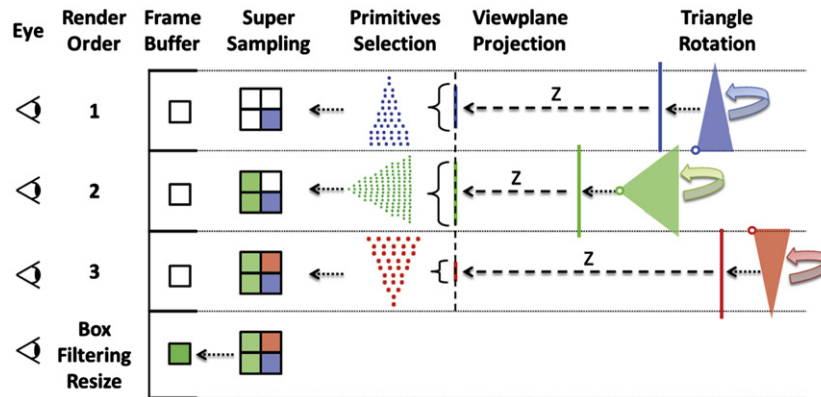 Eye
Render Order
Frame Buffer
Super Sampling
Primitives Selection
Viewplane Projection
Triangle Rotation
1
Z
2
Z
3
Z
Box
Filtering
Resize